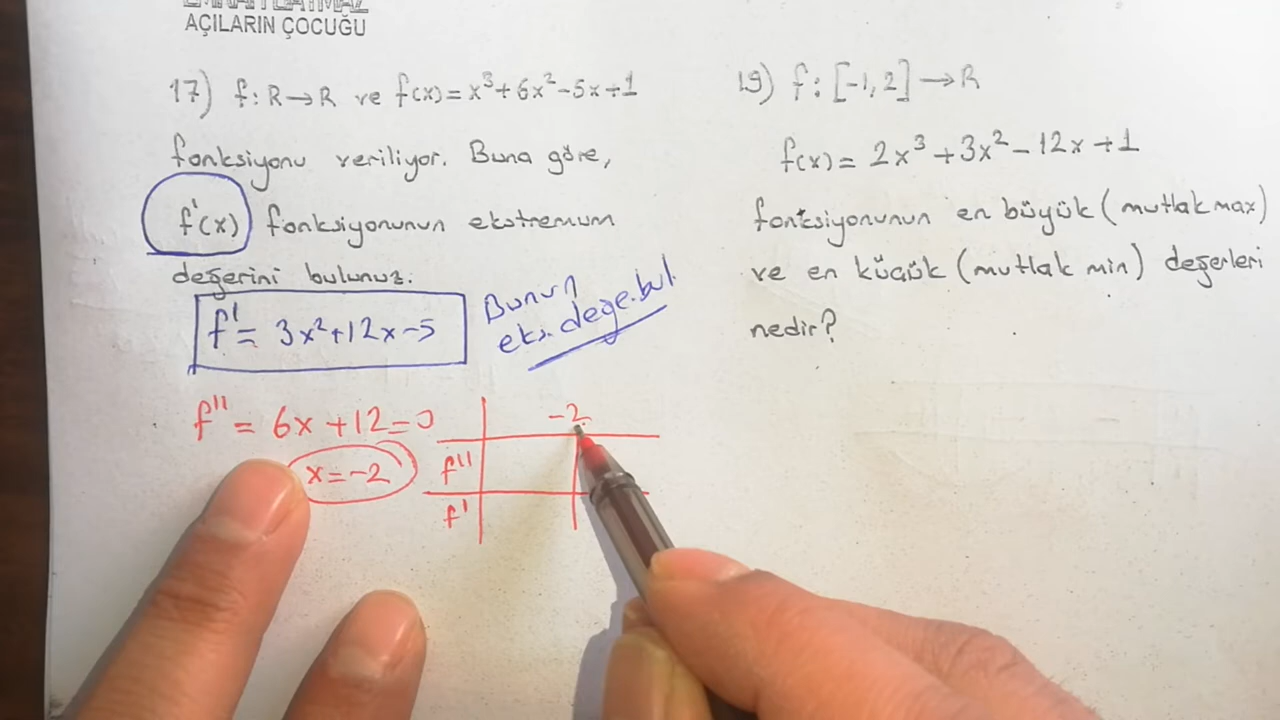 AÇILARIN ÇOCUĞU
17) f: R→R ve f(x) = x³+6x²-5x+1
fonksiyonu veriliyor. Buna göre,
f'(x) fonksiyonunun ekstremum
değerini bulunuz.
f' = 3x²+12x-5
Bunun
eks. değe. bul.
f'' = 6x+12=0
x=-2
-2
f''
f'
19) f: [-1,2]→R
f(x) = 2x³+3x²-12x+1
fonksiyonunun en büyük (mutlak max)
ve en küçük (mutlak min) değerleri
nedir?